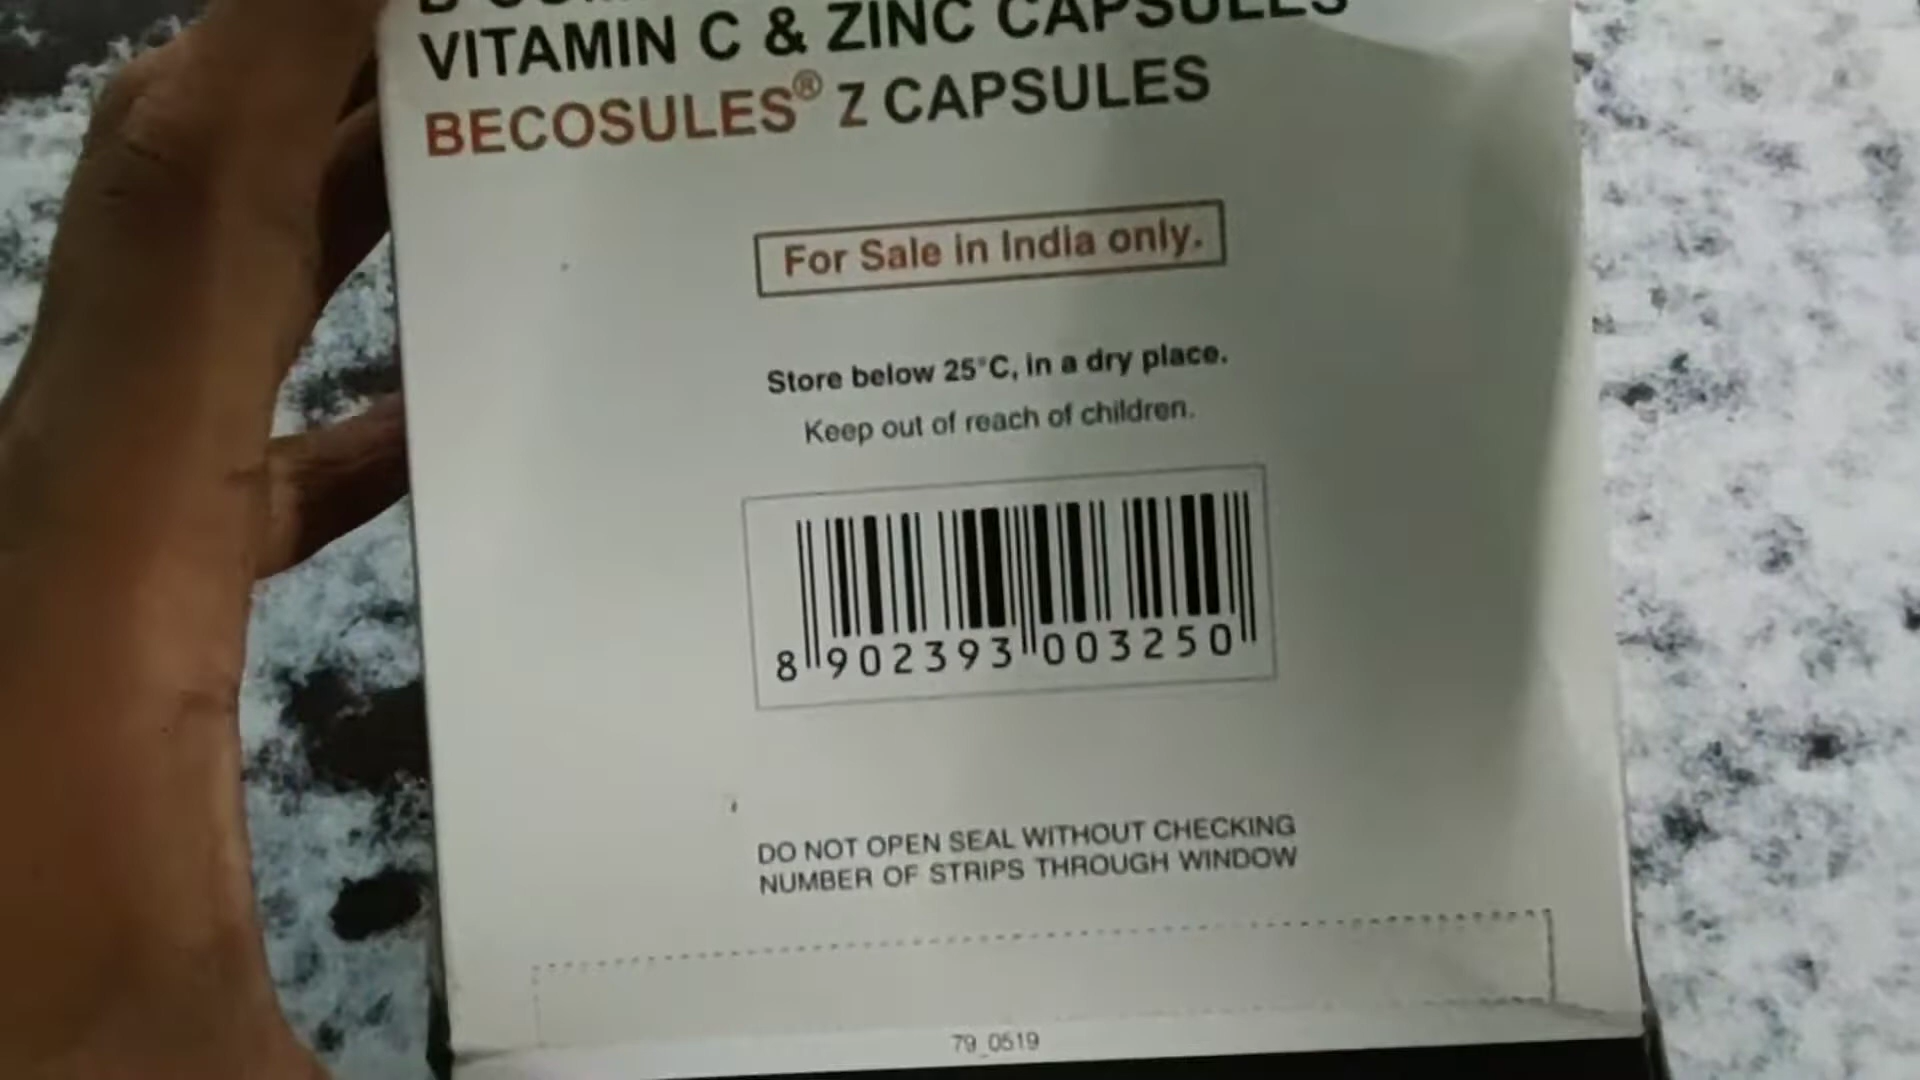 VITAMIN C & ZINC CAPSULES
BECOSULES® Z CAPSULES
For Sale in India only.
Store below 25°C, in a dry place.
Keep out of reach of children.
8 902393 003250
DO NOT OPEN SEAL WITHOUT CHECKING
NUMBER OF STRIPS THROUGH WINDOW
79_0519